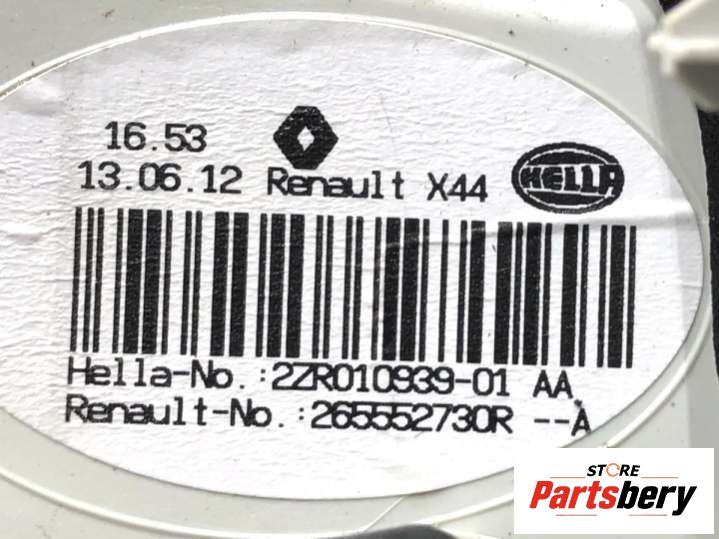 16.53
13.06.12 Renault X44
HELLA
Hella-No.:2ZR010939-01 AA
Renault-No.:265552730R --A
STORE
Partsbery